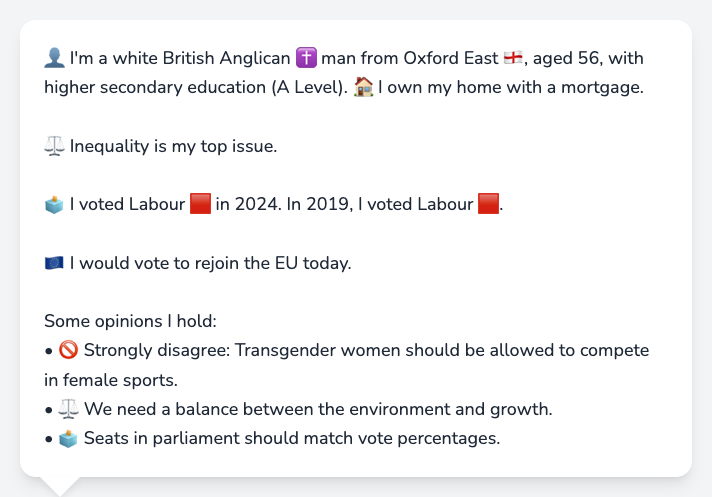 👤 I'm a white British Anglican ✝️ man from Oxford East 🏴󠁧󠁢󠁥󠁮󠁧󠁿, aged 56, with
higher secondary education (A Level). 🏠 I own my home with a mortgage.
⚖️ Inequality is my top issue.
🗳️ I voted Labour 🟥 in 2024. In 2019, I voted Labour 🟥.
🇪🇺 I would vote to rejoin the EU today.
Some opinions I hold:
• 🚫 Strongly disagree: Transgender women should be allowed to compete
in female sports.
• ⚖️ We need a balance between the environment and growth.
• 🗳️ Seats in parliament should match vote percentages.